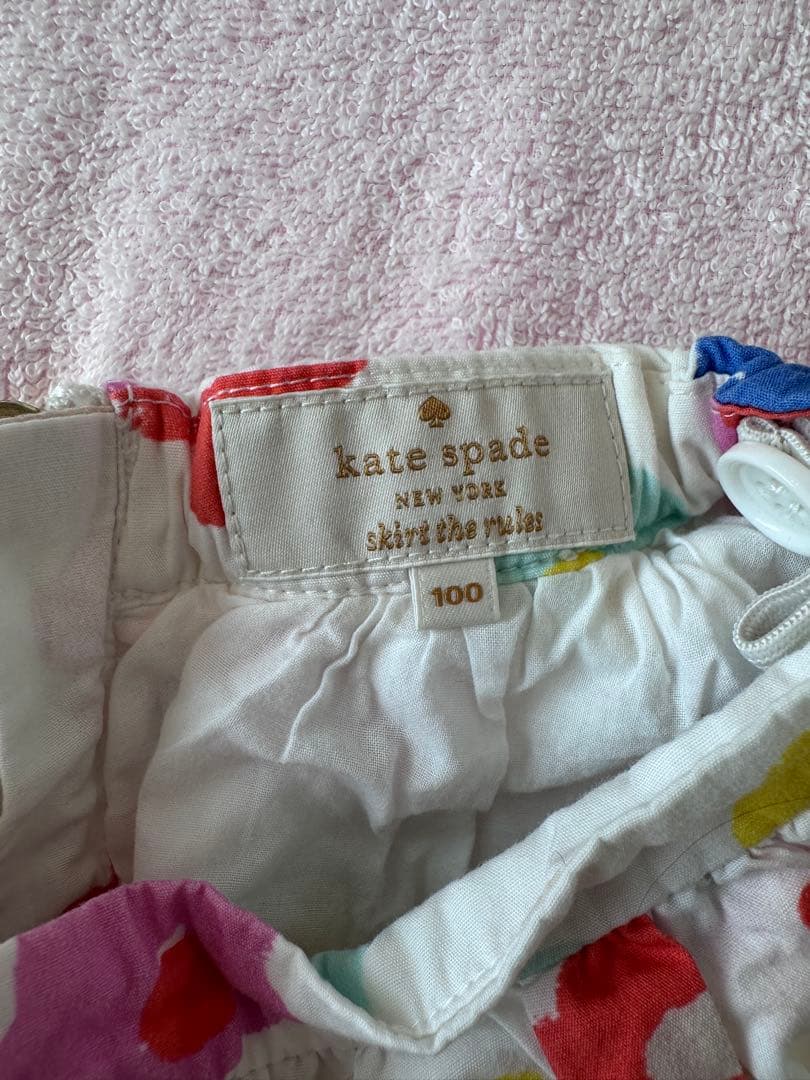 kate spade
NEW YORK
skirt the rules
100